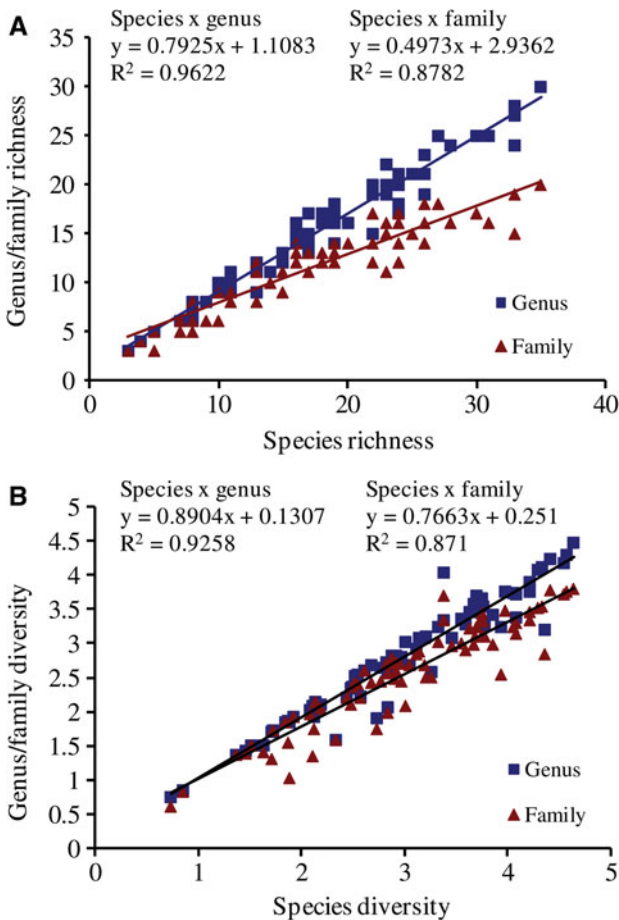 A
Species x genus
y = 0.7925x + 1.1083
R² = 0.9622
Species x family
y = 0.4973x + 2.9362
R² = 0.8782
Genus/family richness
35
30
25
20
15
10
5
0
Genus
Family
0 10 20 30 40
Species richness
B
Species x genus
y = 0.8904x + 0.1307
R² = 0.9258
Species x family
y = 0.7663x + 0.251
R² = 0.871
Genus/family diversity
5
4.5
4
3.5
3
2.5
2
1.5
1
0.5
0
Genus
Family
0 1 2 3 4 5
Species diversity